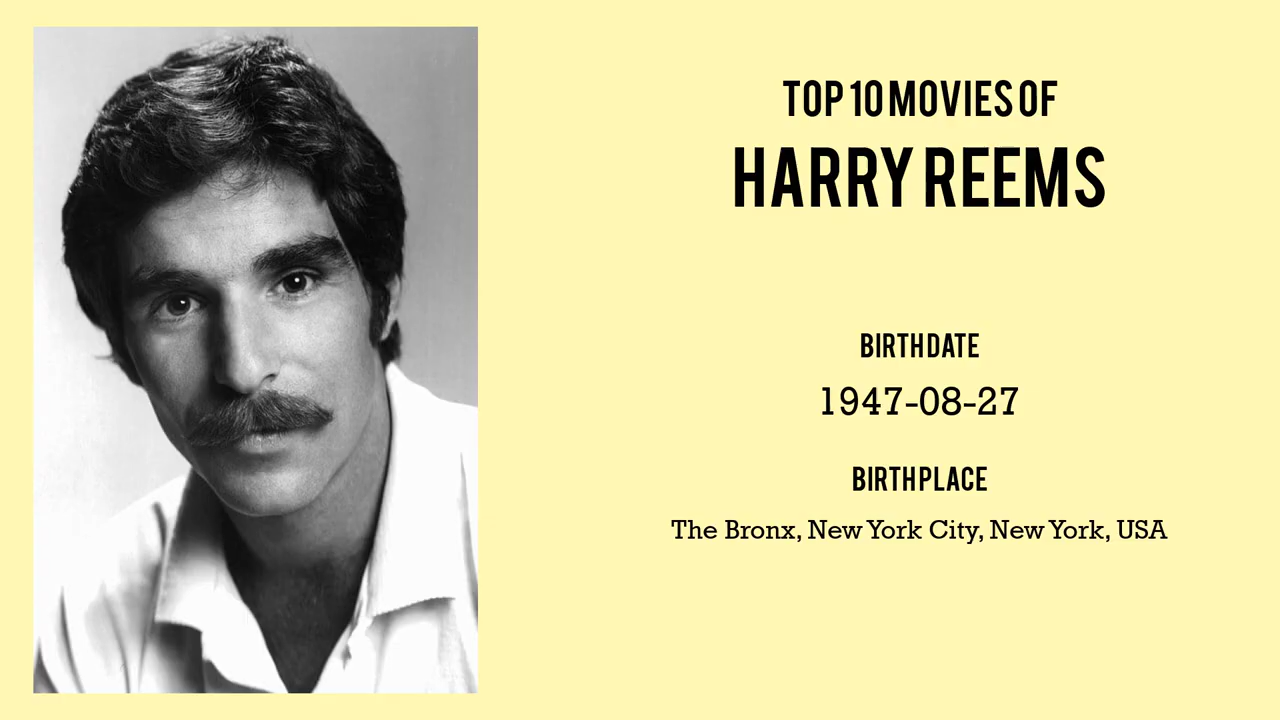 TOP 10 MOVIES OF
HARRY REEMS
BIRTHDATE
1947-08-27
BIRTHPLACE
The Bronx, New York City, New York, USA